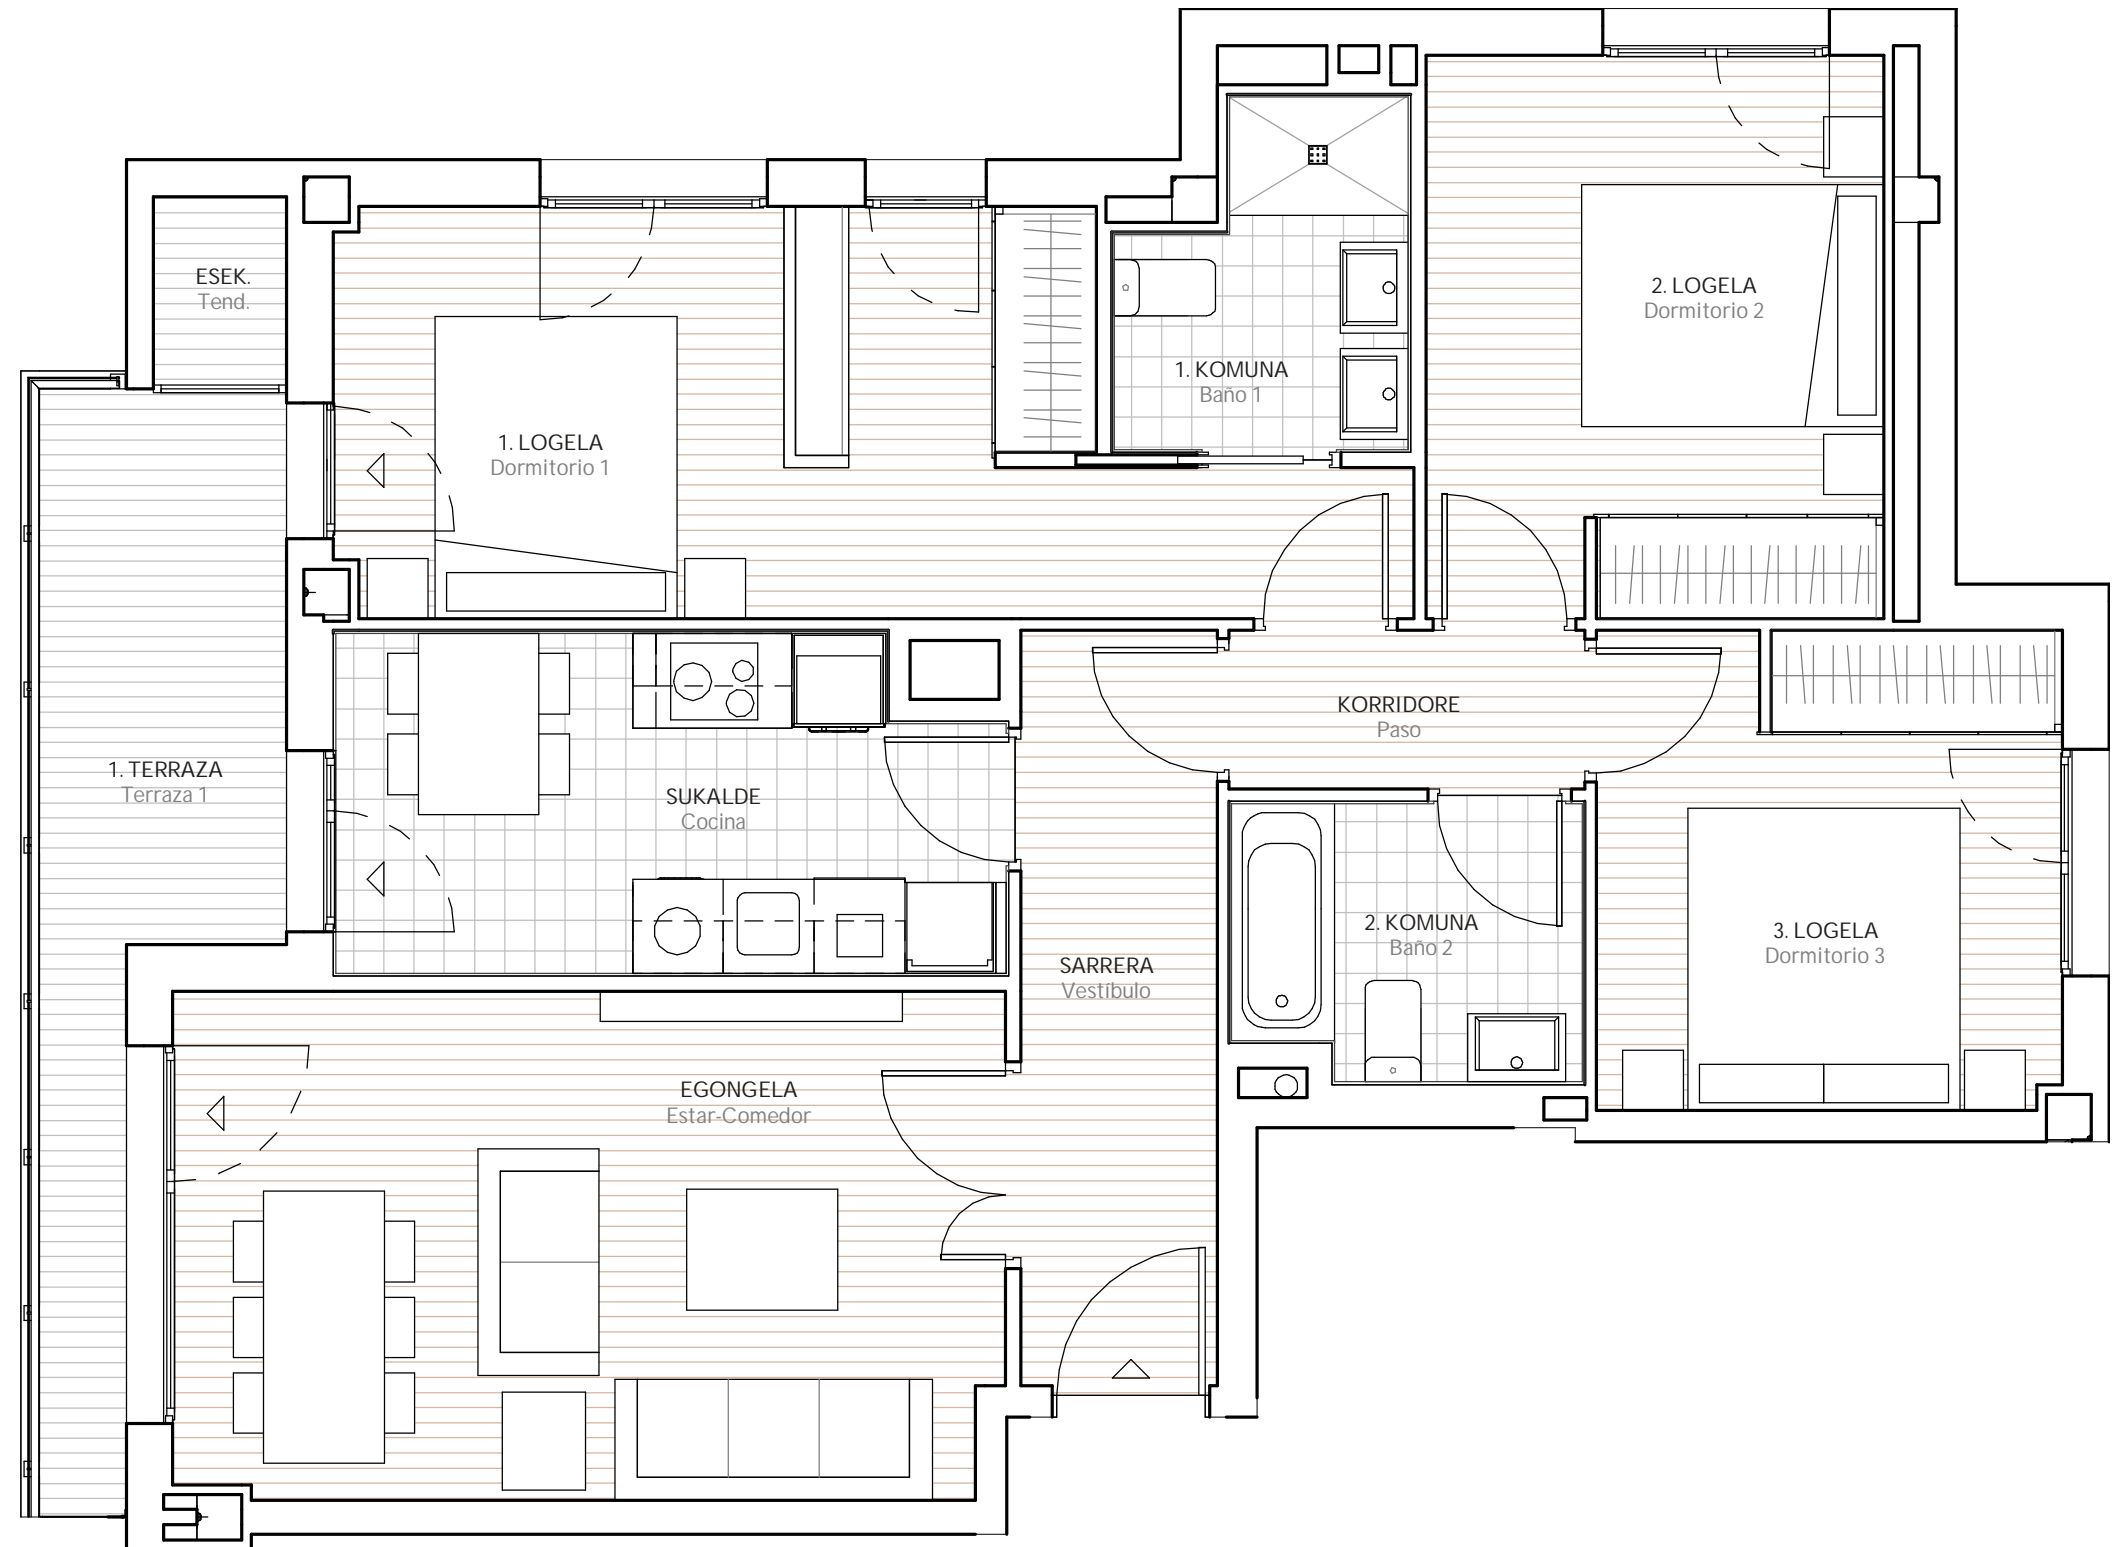 ESEK.
Tend.
2. LOGELA
Dormitorio 2
1. KOMUNA
Baño 1
1. LOGELA
Dormitorio 1
KORRIDORE
Paso
1. TERRAZA
Terraza 1
SUKALDE
Cocina
2. KOMUNA
Baño 2
3. LOGELA
Dormitorio 3
SARRERA
Vestíbulo
EGONGELA
Estar-Comedor